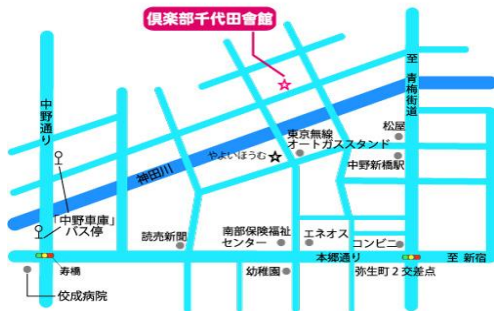 倶楽部千代田會館
至
青梅街道
中野通り
松屋
東京無線
オートガススタンド
やよいほうむ
中野新橋駅
神田川
「中野車庫」
バス停
読売新聞
南部保険福祉
センター
エネオス
コンビニ
本郷通り
至 新宿
寿橋
幼稚園
弥生町2交差点
佼成病院